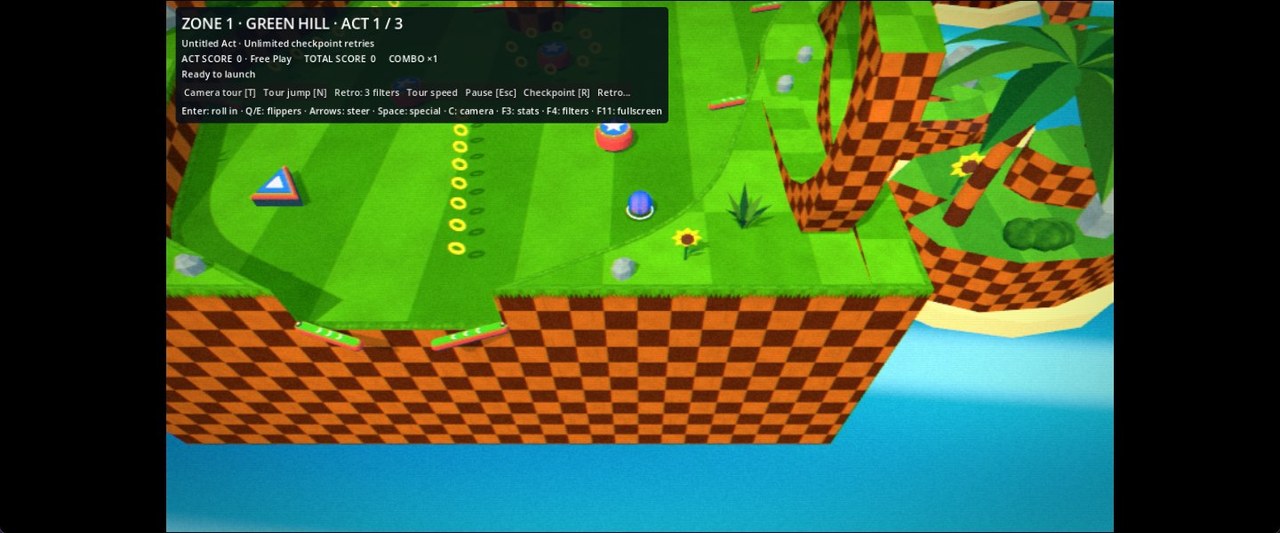 ZONE 1 · GREEN HILL · ACT 1 / 3
Untitled Act · Unlimited checkpoint retries
ACT SCORE 0 · Free Play TOTAL SCORE 0 COMBO ×1
Ready to launch
Camera tour [T] Tour jump [N] Retro: 3 filters Tour speed Pause [Esc] Checkpoint [R] Retro...
Enter: roll in · Q/E: flippers · Arrows: steer · Space: special · C: camera · F3: stats · F4: filters · F11: fullscreen